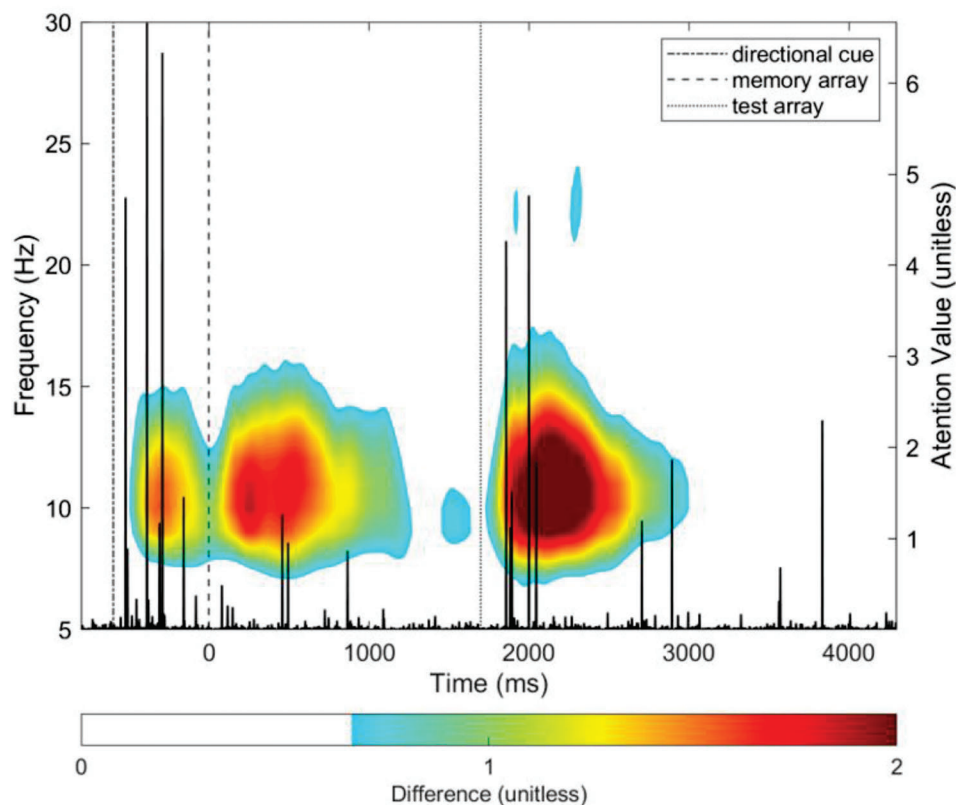 30
25
20
15
10
5
Frequency (Hz)
directional cue
memory array
test array
6
5
4
3
2
1
Atention Value (unitless)
0
1000
2000
3000
4000
Time (ms)
0
1
2
Difference (unitless)